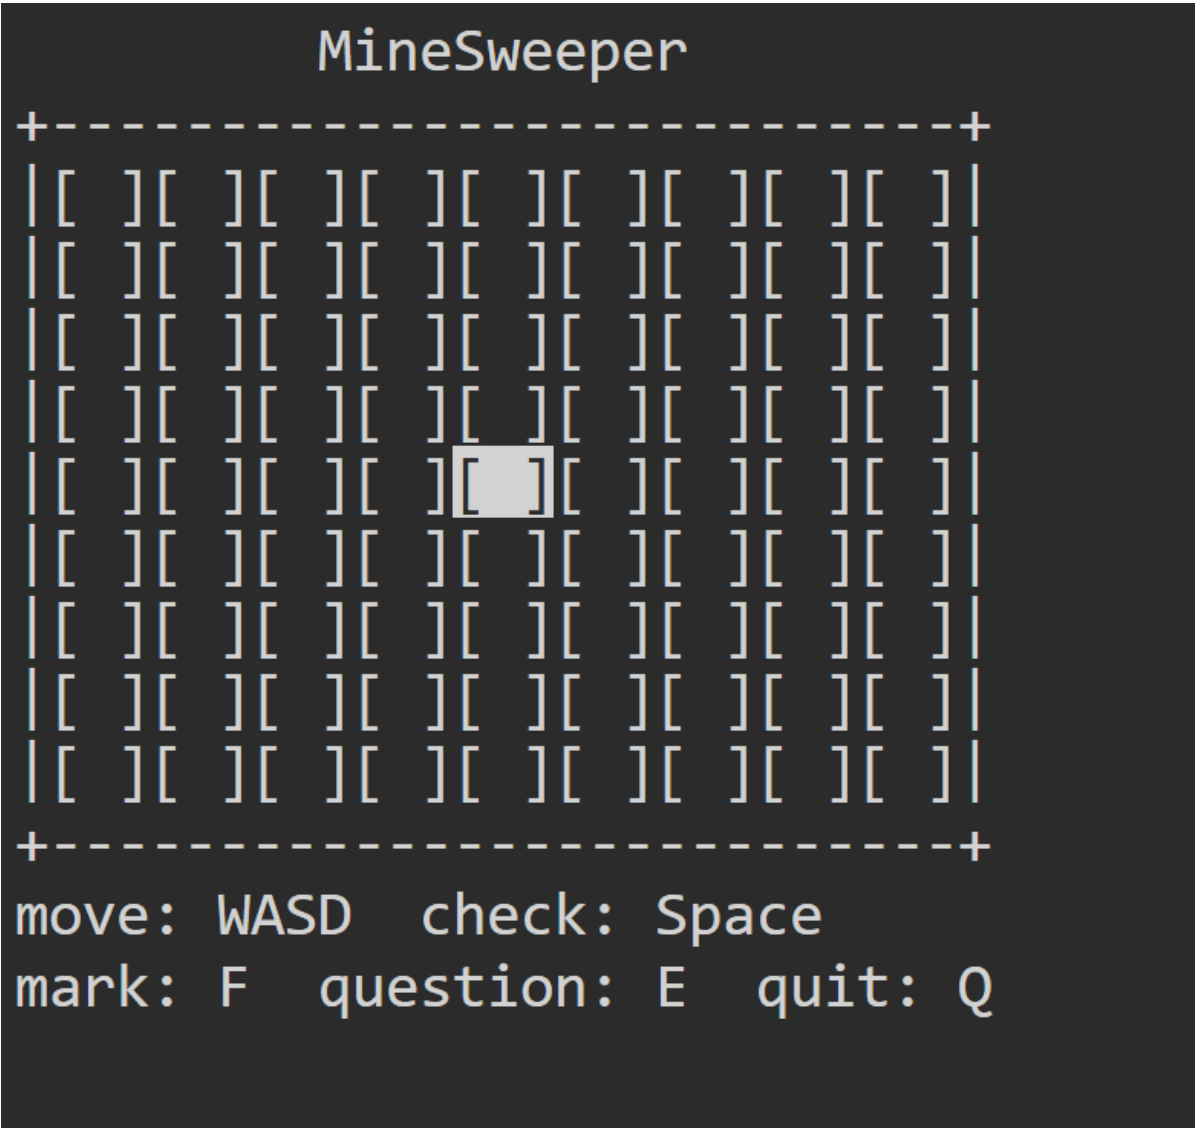 MineSweeper
+---------------------------+
|[ ][ ][ ][ ][ ][ ][ ][ ][ ]|
|[ ][ ][ ][ ][ ][ ][ ][ ][ ]|
|[ ][ ][ ][ ][ ][ ][ ][ ][ ]|
|[ ][ ][ ][ ][ ][ ][ ][ ][ ]|
|[ ][ ][ ][ ][ ][ ][ ][ ][ ]|
|[ ][ ][ ][ ][ ][ ][ ][ ][ ]|
|[ ][ ][ ][ ][ ][ ][ ][ ][ ]|
|[ ][ ][ ][ ][ ][ ][ ][ ][ ]|
|[ ][ ][ ][ ][ ][ ][ ][ ][ ]|
+---------------------------+
move: WASD  check: Space
mark: F  question: E  quit: Q